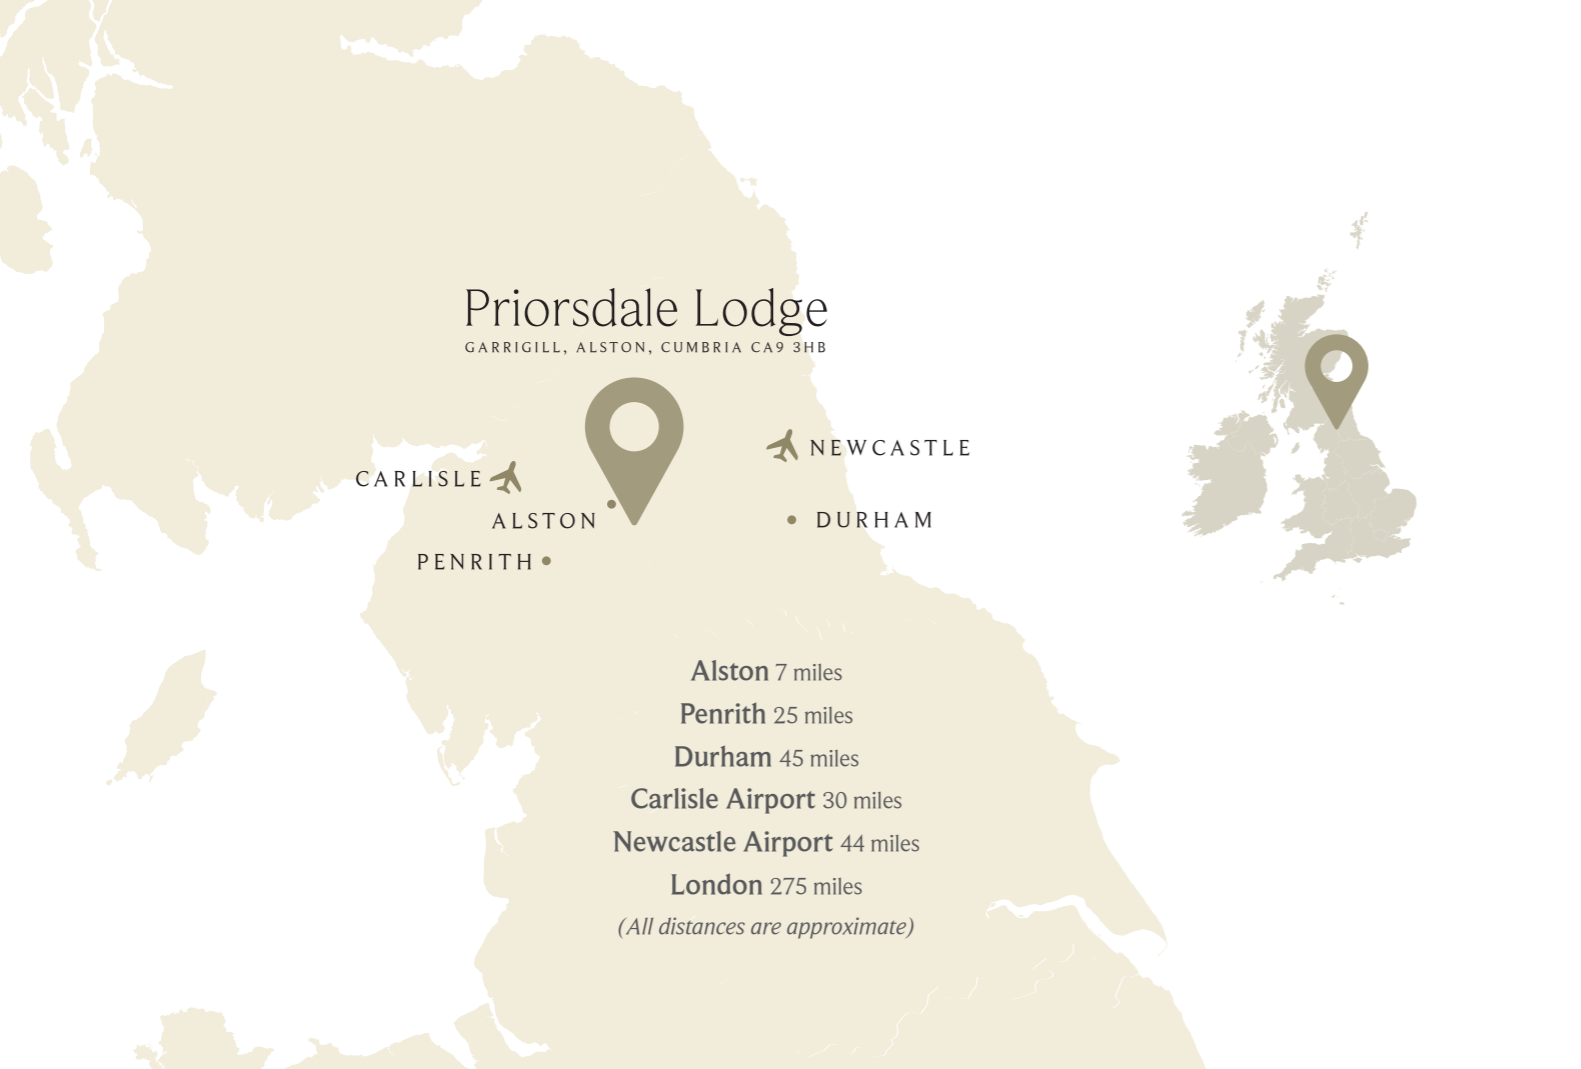 Priorsdale Lodge
GARRIGILL, ALSTON, CUMBRIA CA9 3HB
NEWCASTLE
CARLISLE
ALSTON
DURHAM
PENRITH
Alston 7 miles
Penrith 25 miles
Durham 45 miles
Carlisle Airport 30 miles
Newcastle Airport 44 miles
London 275 miles
(All distances are approximate)